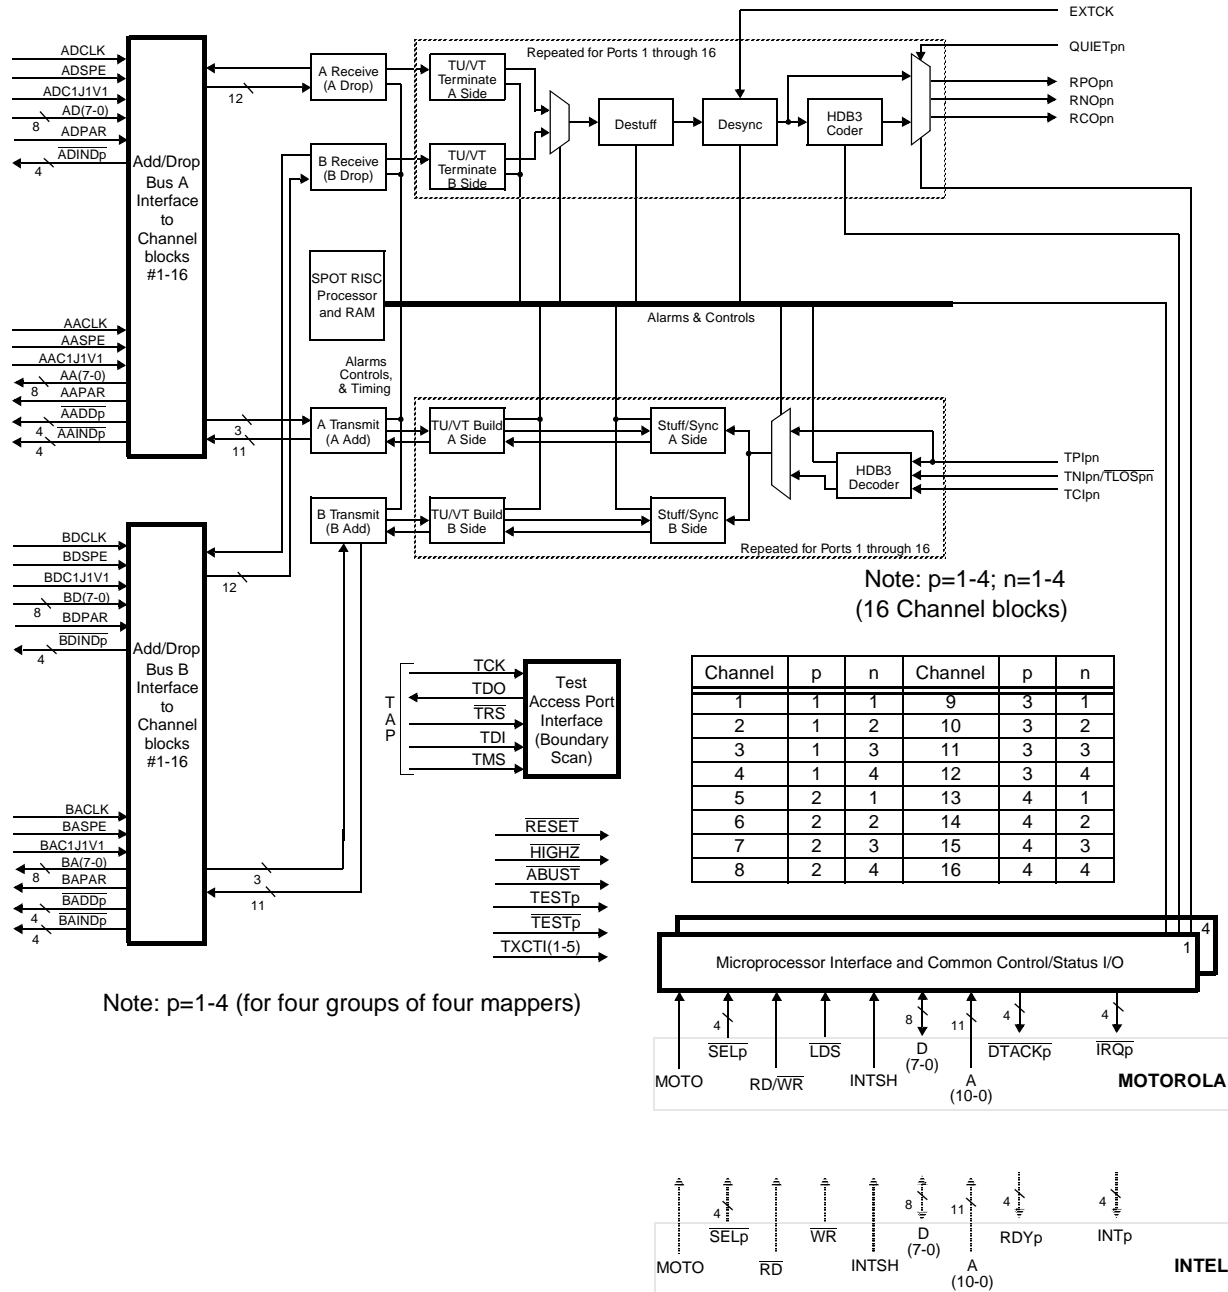 EXTCK
QUIETpn
RPOpn
RNOpn
RCOpn
Repeated for Ports 1 through 16
ADCLK
ADSPE
ADC1J1V1
AD(7-0)
8
ADPAR
ADINDp
4
Add/Drop
Bus A
Interface
to
Channel
blocks
#1-16
12
A Receive
(A Drop)
B Receive
(B Drop)
TU/VT
Terminate
A Side
TU/VT
Terminate
B Side
Destuff
Desync
HDB3
Coder
SPOT RISC
Processor
and RAM
Alarms & Controls
Alarms
Controls,
& Timing
AACLK
AASPE
AAC1J1V1
AA(7-0)
8
AAPAR
AADDp
4
AAINDp
4
3
11
A Transmit
(A Add)
TU/VT Build
A Side
Stuff/Sync
A Side
HDB3
Decoder
TPIpn
TNIpn/TLOSpn
TCIpn
B Transmit
(B Add)
TU/VT Build
B Side
Stuff/Sync
B Side
Repeated for Ports 1 through 16
BDCLK
BDSPE
BDC1J1V1
BD(7-0)
8
BDPAR
BDINDp
4
Add/Drop
Bus B
Interface
to
Channel
blocks
#1-16
12
BACLK
BASPE
BAC1J1V1
BA(7-0)
8
BAPAR
BADDp
4
BAINDp
4
3
11
Note: p=1-4; n=1-4
(16 Channel blocks)
T
A
P
TCK
TDO
TRS
TDI
TMS
Test
Access Port
Interface
(Boundary
Scan)
RESET
HIGHZ
ABUST
TESTp
TESTp
TXCTI(1-5)
Channel p n Channel p n
1 1 1 9 3 1
2 1 2 10 3 2
3 1 3 11 3 3
4 1 4 12 3 4
5 2 1 13 4 1
6 2 2 14 4 2
7 2 3 15 4 3
8 2 4 16 4 4
Note: p=1-4 (for four groups of four mappers)
4
1
Microprocessor Interface and Common Control/Status I/O
4 8 11 4 4
SELp LDS D
(7-0) DTACKp IRQp
MOTO RD/WR INTSH A
(10-0)
MOTOROLA
4 8 11 4 4
SELp WR D
(7-0) RDYp INTp
MOTO RD INTSH A
(10-0)
INTEL